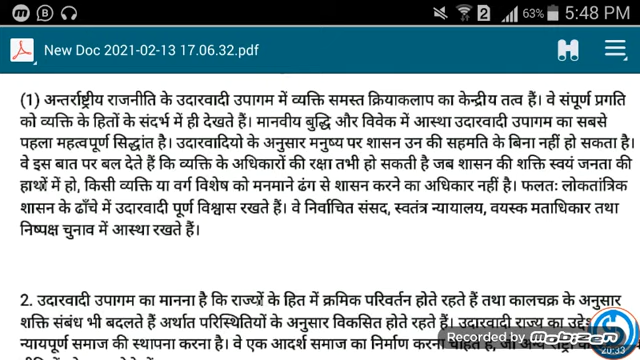 63% 5:48 PM
New Doc 2021-02-13 17.06.32.pdf
(1) अन्तर्राष्ट्रीय राजनीति के उदारवादी उपागम में व्यक्ति समस्त क्रियाकलाप का केन्द्रीय तत्व हैं। वे संपूर्ण प्रगति
को व्यक्ति के हितों के संदर्भ में ही देखते हैं। मानवीय बुद्धि और विवेक में आस्था उदारवादी उपागम का सबसे
पहला महत्वपूर्ण सिद्धांत है। उदारवादियो के अनुसार मनुष्य पर शासन उन की सहमति के बिना नहीं हो सकता है।
वे इस बात पर बल देते हैं कि व्यक्ति के अधिकारों की रक्षा तभी हो सकती है जब शासन की शक्ति स्वयं जनता की
हाथों में हो, किसी व्यक्ति या वर्ग विशेष को मनमाने ढंग से शासन करने का अधिकार नहीं है। फलतः लोकतांत्रिक
शासन के ढाँचे में उदारवादी पूर्ण विश्वास रखते हैं। वे निर्वाचित संसद, स्वतंत्र न्यायालय, वयस्क मताधिकार तथा
निष्पक्ष चुनाव में आस्था रखते हैं।
2. उदारवादी उपागम का मानना है कि राज्यों के हित में क्रमिक परिवर्तन होते रहते हैं तथा कालचक्र के अनुसार
शक्ति संबंध भी बदलते हैं अर्थात परिस्थितियों के अनुसार विकसित होते रहते हैं। उदारवादी राज्य का
न्यायपूर्ण समाज की स्थापना करना है। वे एक आदर्श समाज का निर्माण करना
Recorded by mobizen
20:33